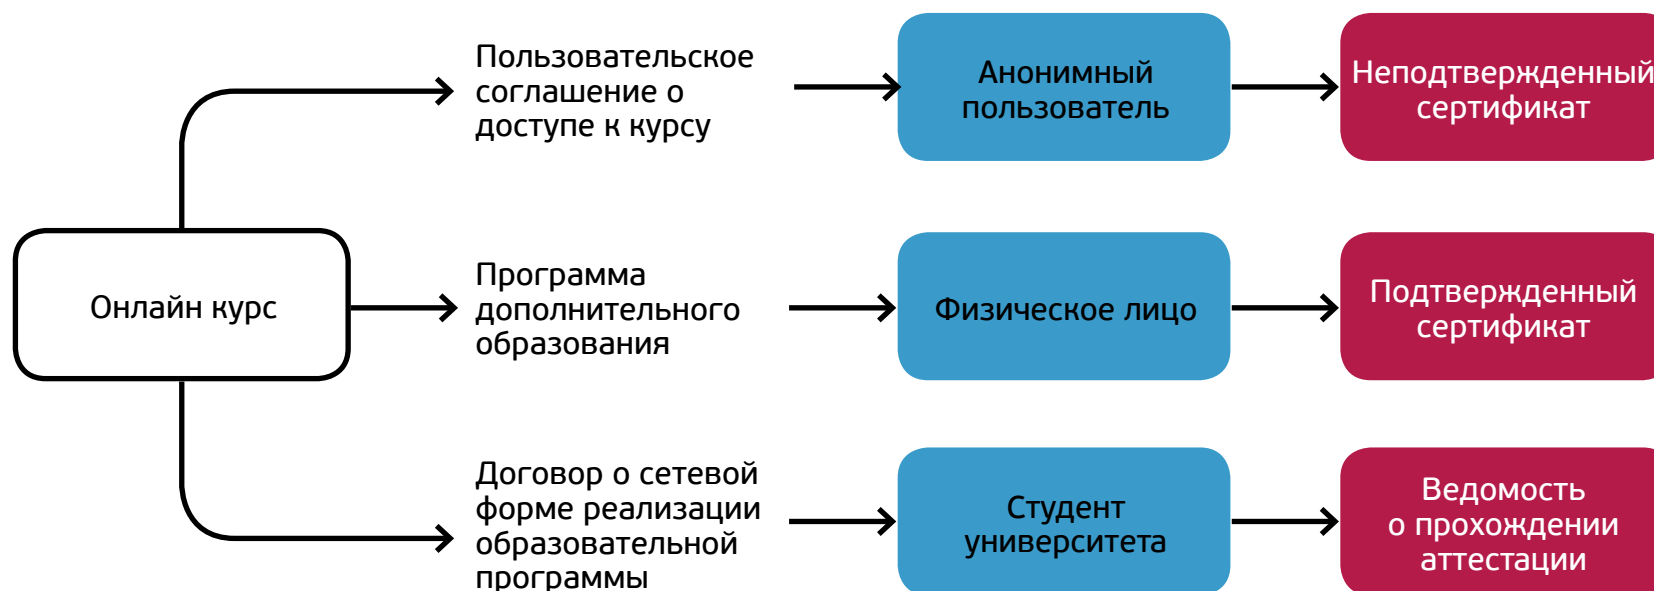 Пользовательское
соглашение о
доступе к курсу
Анонимный
пользователь
Неподтвержденный
сертификат
Онлайн курс
Программа
дополнительного
образования
Физическое лицо
Подтвержденный
сертификат
Договор о сетевой
форме реализации
образовательной
программы
Студент
университета
Ведомость
о прохождении
аттестации